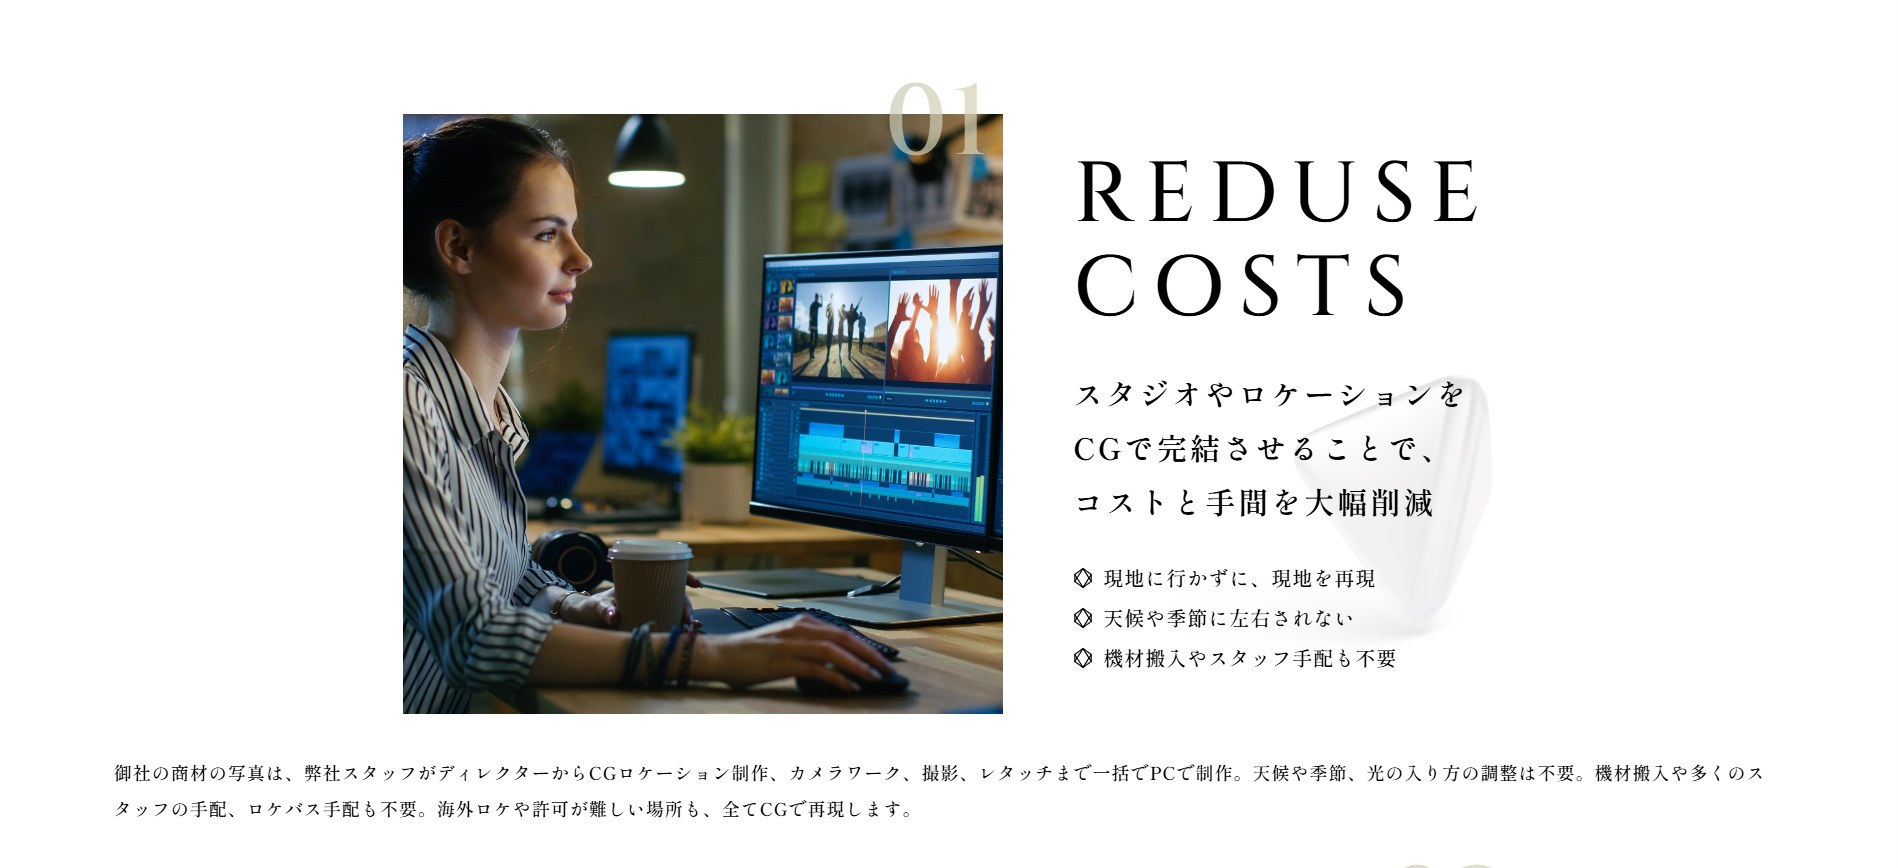 01
REDUSE
COSTS
スタジオやロケーションを
CGで完結させることで、
コストと手間を大幅削減
現地に行かずに、現地を再現
天候や季節に左右されない
機材搬入やスタッフ手配も不要
御社の商材の写真は、弊社スタッフがディレクターからCGロケーション制作、カメラワーク、撮影、レタッチまで一括でPCで制作。天候や季節、光の入り方の調整は不要。機材搬入や多くのス
タッフの手配、ロケバス手配も不要。海外ロケや許可が難しい場所も、全てCGで再現します。